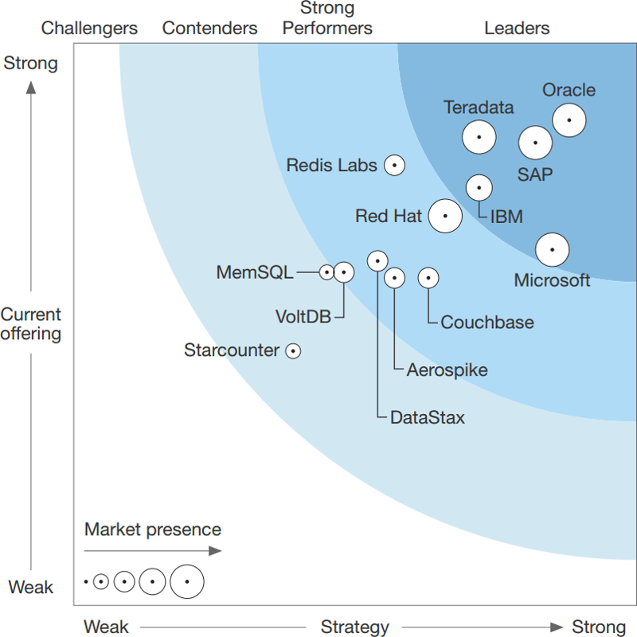 Strong
Challengers Contenders Performers Leaders
Strong
Oracle
Teradata
Redis Labs
SAP
Red Hat
IBM
MemSQL
Microsoft
Current
offering
VoltDB
Couchbase
Starcounter
Aerospike
DataStax
Market presence
Weak
Weak Strategy Strong